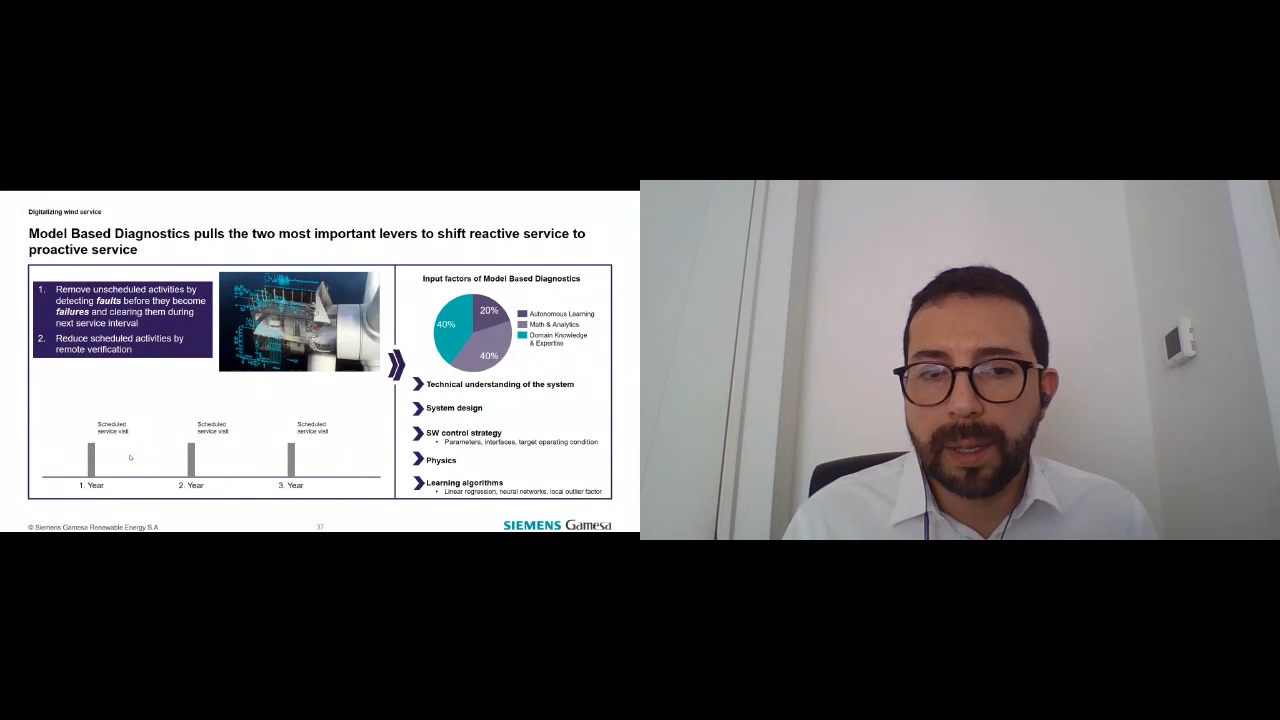 Digitalizing wind service
Model Based Diagnostics pulls the two most important levers to shift reactive service to
proactive service
1. Remove unscheduled activities by
detecting faults before they become
failures and clearing them during
next service interval
2. Reduce scheduled activities by
remote verification
Scheduled
service visit
Scheduled
service visit
Scheduled
service visit
1. Year
2. Year
3. Year
Input factors of Model Based Diagnostics
20%
40%
40%
Autonomous Learning
Math & Analytics
Domain Knowledge
& Expertise
Technical understanding of the system
System design
SW control strategy
• Parameters, interfaces, target operating condition
Physics
Learning algorithms
• Linear regression, neural networks, local outlier factor
© Siemens Gamesa Renewable Energy S.A
37
SIEMENS Gamesa